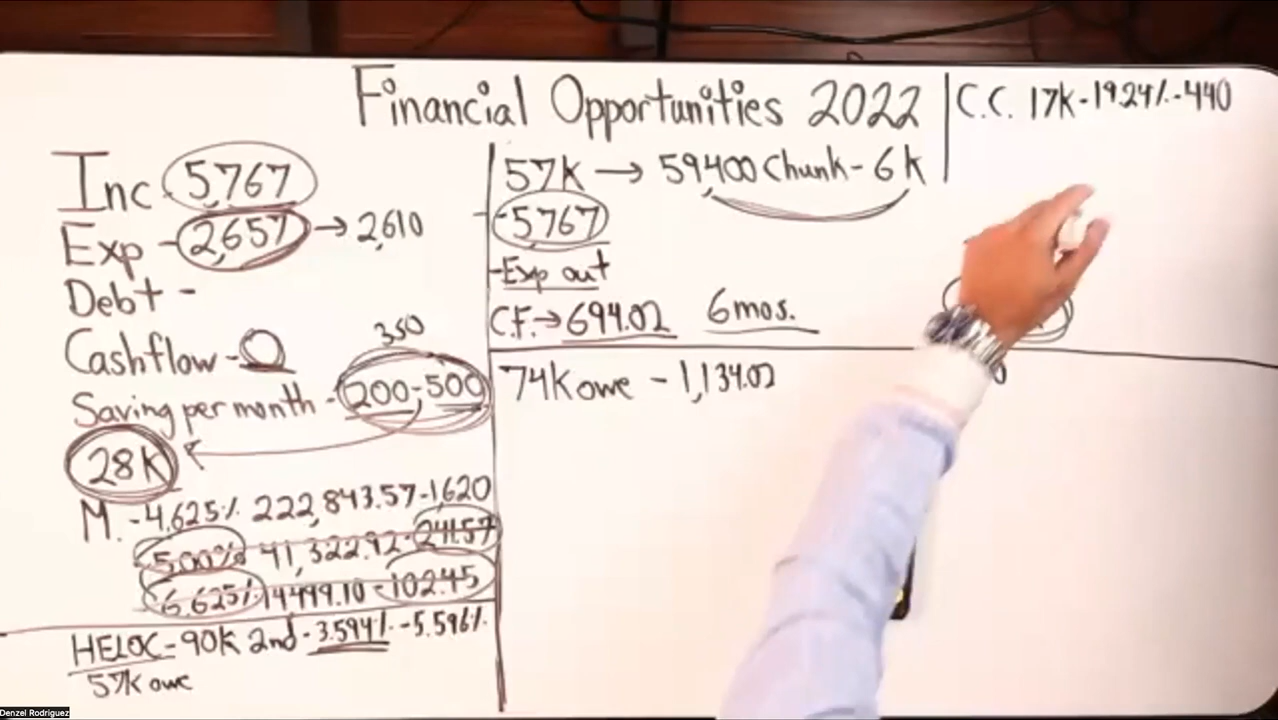 Financial Opportunities 2022
C.C. 17K-19.24%-440
Inc 5,767
Exp - 2,657 → 2,610
Debt -
Cashflow - 0
350
Saving per month - 200-500
28K
M. - 4.625% 222,843.57-1,620
5.00% 41,322.92-241.57
6.625% 14499.10-102.45
HELOC - 90K 2nd - 3.594% - 5.596%
57K owe
57K → 59,400 Chunk - 6K
-5,767
-Exp out
C.F. → 694.02 6mos.
74K owe - 1,134.02
Denzel Rodriguez